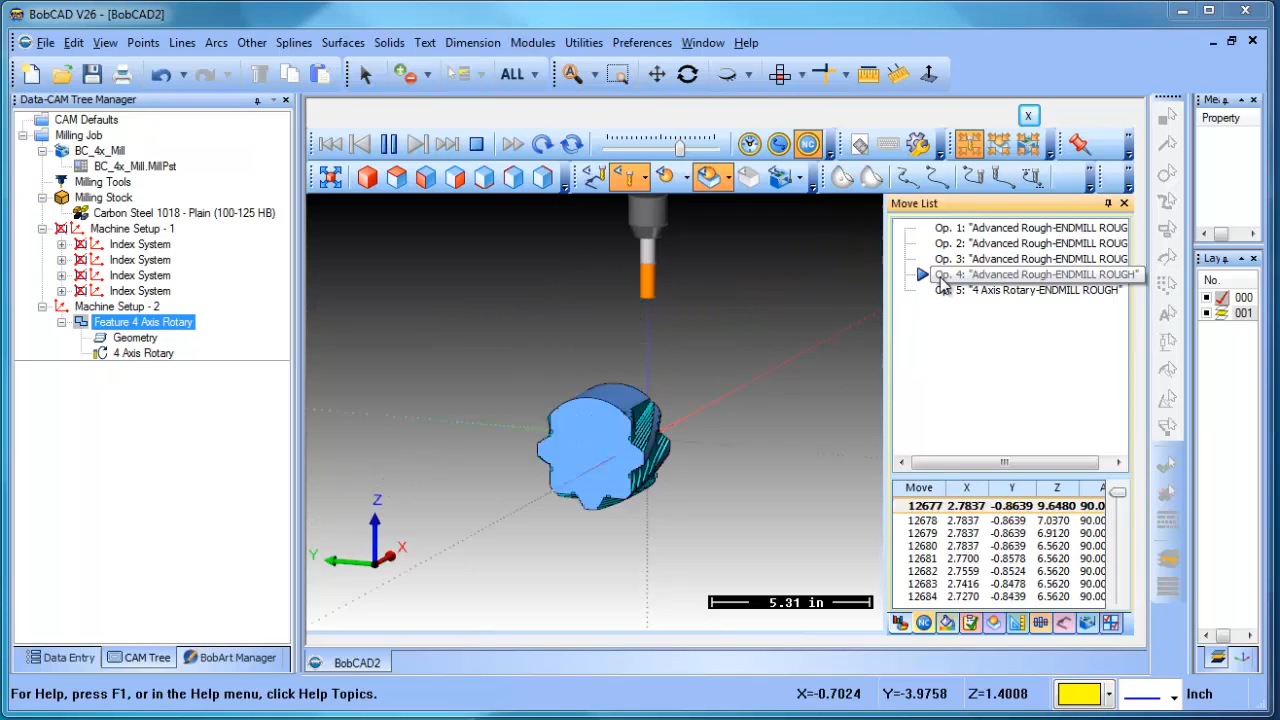 BobCAD V26 - [BobCAD2]
File Edit View Points Lines Arcs Other Splines Surfaces Solids Text Dimension Modules Utilities Preferences Window Help
ALL
Data-CAM Tree Manager
CAM Defaults
Milling Job
BC_4x_Mill
BC_4x_Mill.MillPst
Milling Tools
Milling Stock
Carbon Steel 1018 - Plain (100-125 HB)
Machine Setup - 1
Index System
Index System
Index System
Index System
Machine Setup - 2
Feature 4 Axis Rotary
Geometry
4 Axis Rotary
Data Entry CAM Tree BobArt Manager
X
NC
Z
Y X
5.31 in
Move List
Op. 1: "Advanced Rough-ENDMILL ROUG
Op. 2: "Advanced Rough-ENDMILL ROUG
Op. 3: "Advanced Rough-ENDMILL ROUG
Op. 4: "Advanced Rough-ENDMILL ROUGH"
5: "4 Axis Rotary-ENDMILL ROUGH"
Move X Y Z A
12677 2.7837 -0.8639 9.6480 90.0
12678 2.7837 -0.8639 7.0370 90.00
12679 2.7837 -0.8639 6.9120 90.00
12680 2.7837 -0.8639 6.5620 90.00
12681 2.7700 -0.8578 6.5620 90.00
12682 2.7559 -0.8524 6.5620 90.00
12683 2.7416 -0.8478 6.5620 90.00
12684 2.7270 -0.8439 6.5620 90.00
NC
Property
Lay
No.
000
001
BobCAD2
For Help, press F1, or in the Help menu, click Help Topics.
X=-0.7024 Y=-3.9758 Z=1.4008 Inch